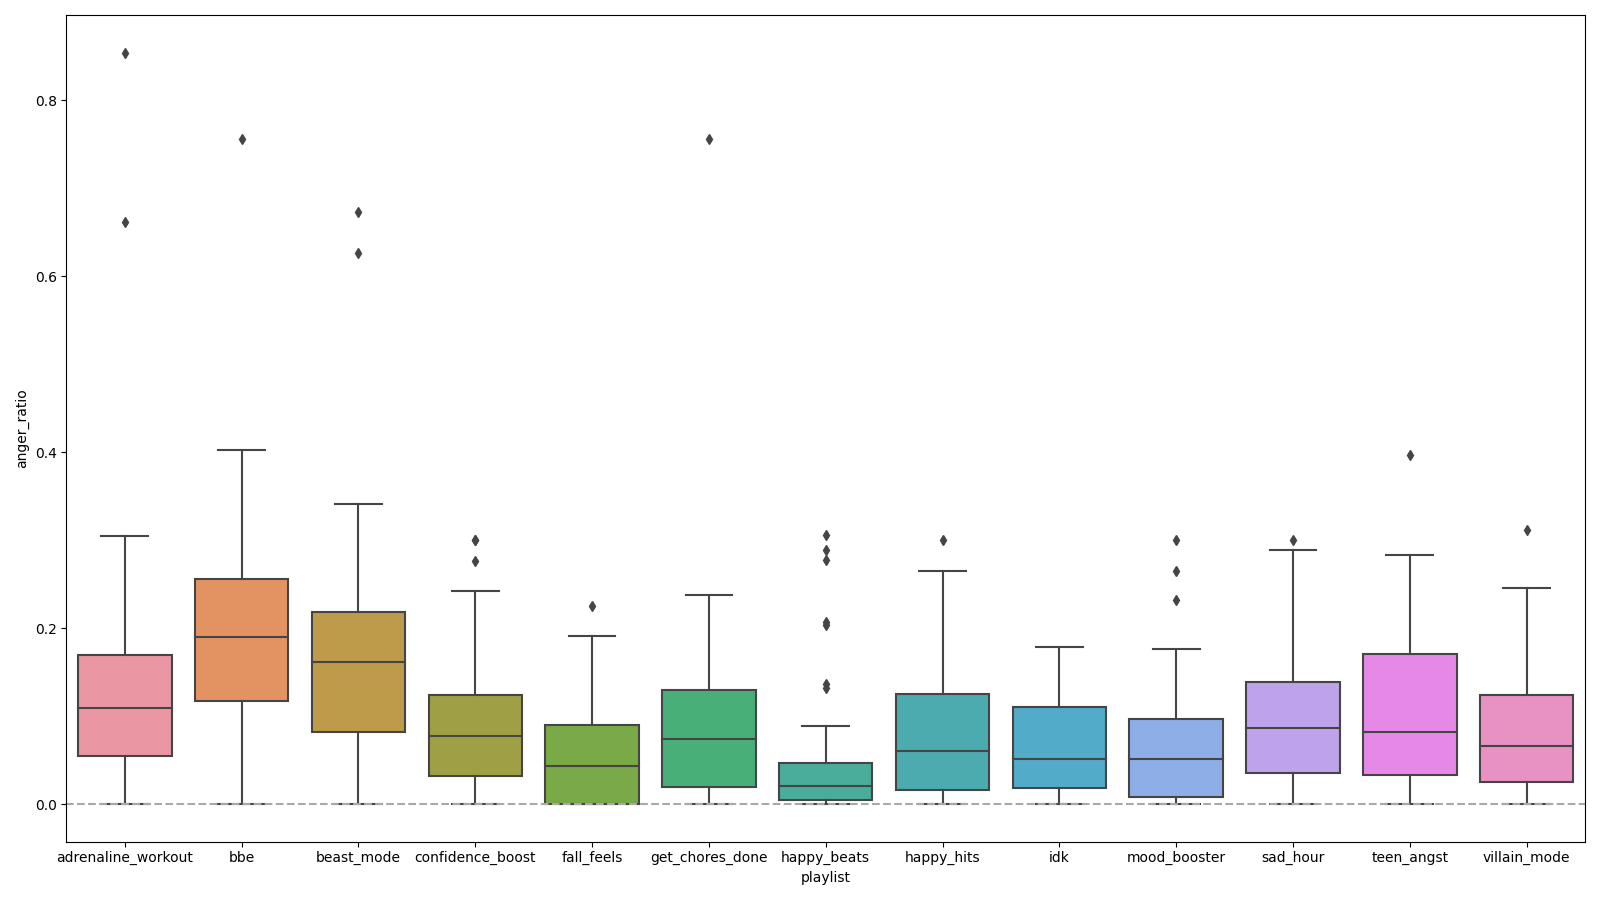 anger_ratio
0.8
0.6
0.4
0.2
0.0
adrenaline_workout bbe beast_mode confidence_boost fall_feels get_chores_done happy_beats happy_hits idk mood_booster sad_hour teen_angst villain_mode
playlist